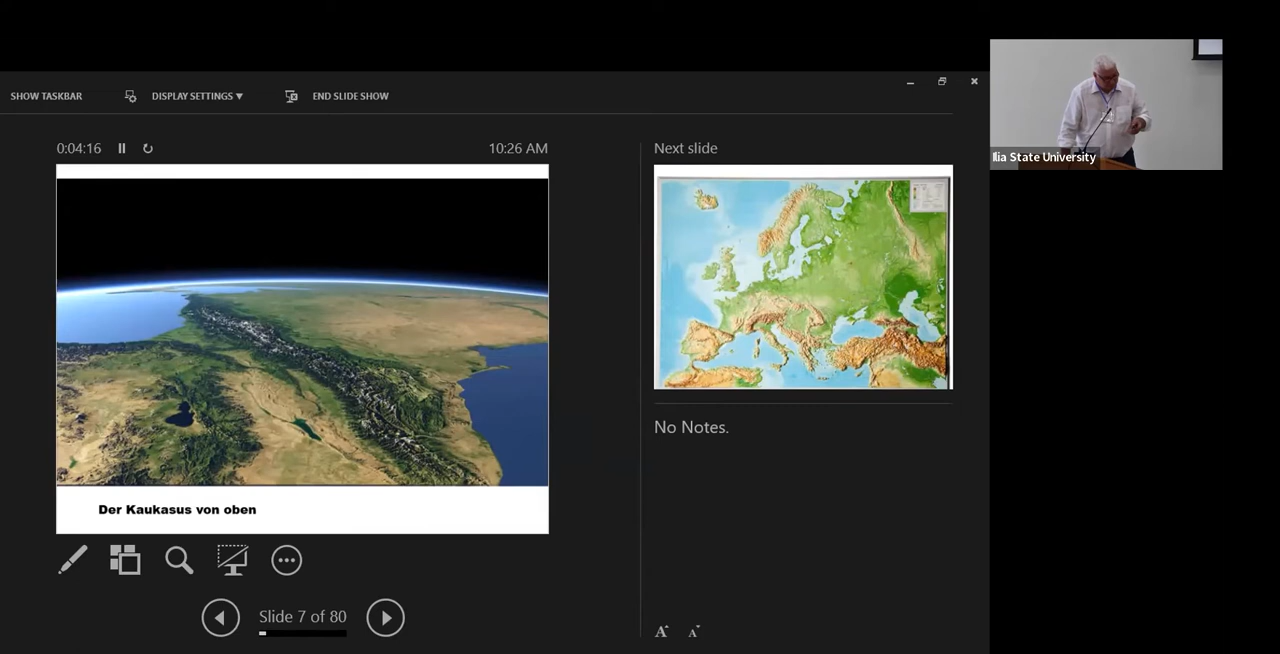 SHOW TASKBAR
DISPLAY SETTINGS ▼
END SLIDE SHOW
0:04:16
10:26 AM
Next slide
Ilia State University
Der Kaukasus von oben
No Notes.
Slide 7 of 80
A
A